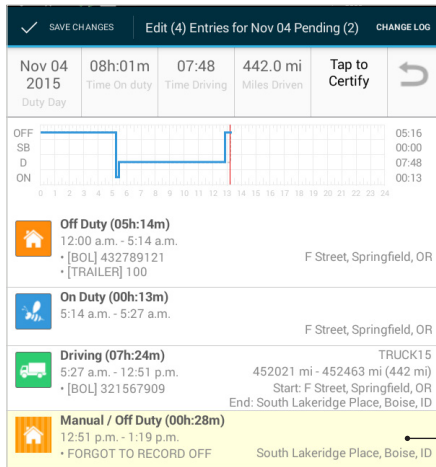 SAVE CHANGES Edit (4) Entries for Nov 04 Pending (2) CHANGE LOG
Nov 04 2015 Duty Day
08h:01m Time On duty
07:48 Time Driving
442.0 mi Miles Driven
Tap to Certify
OFF 05:16
SB 00:00
D 07:48
ON 00:13
0 1 2 3 4 5 6 7 8 9 10 11 12 13 14 15 16 17 18 19 20 21 22 23 24
Off Duty (05h:14m)
12:00 a.m. - 5:14 a.m.
• [BOL] 432789121 F Street, Springfield, OR
• [TRAILER] 100
On Duty (00h:13m)
5:14 a.m. - 5:27 a.m.
F Street, Springfield, OR
Driving (07h:24m) TRUCK15
5:27 a.m. - 12:51 p.m. 452021 mi - 452463 mi (442 mi)
• [BOL] 321567909 Start: F Street, Springfield, OR
End: South Lakeridge Place, Boise, ID
Manual / Off Duty (00h:28m)
12:51 p.m. - 1:19 p.m.
• FORGOT TO RECORD OFF South Lakeridge Place, Boise, ID